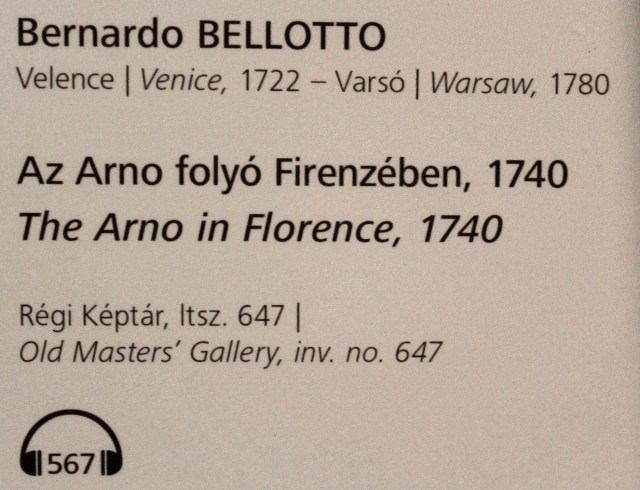 Bernardo BELLOTTO
Velence | Venice, 1722 – Varsó | Warsaw, 1780
Az Arno folyó Firenzében, 1740
The Arno in Florence, 1740
Régi Képtár, ltsz. 647 |
Old Masters' Gallery, inv. no. 647
567